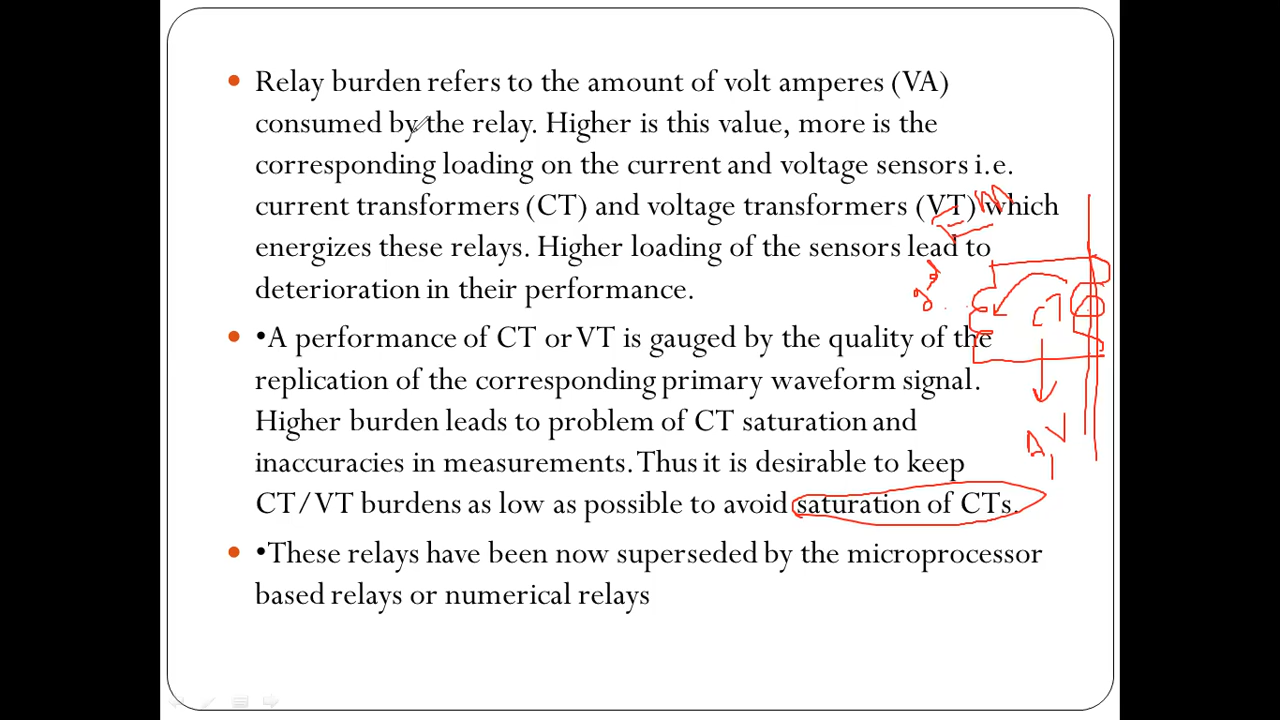 • Relay burden refers to the amount of volt amperes (VA)
consumed by the relay. Higher is this value, more is the
corresponding loading on the current and voltage sensors i.e.
current transformers (CT) and voltage transformers (VT) which
energizes these relays. Higher loading of the sensors lead to
deterioration in their performance.
• •A performance of CT or VT is gauged by the quality of the
replication of the corresponding primary waveform signal.
Higher burden leads to problem of CT saturation and
inaccuracies in measurements. Thus it is desirable to keep
CT/VT burdens as low as possible to avoid saturation of CTs.
• •These relays have been now superseded by the microprocessor
based relays or numerical relays
CT